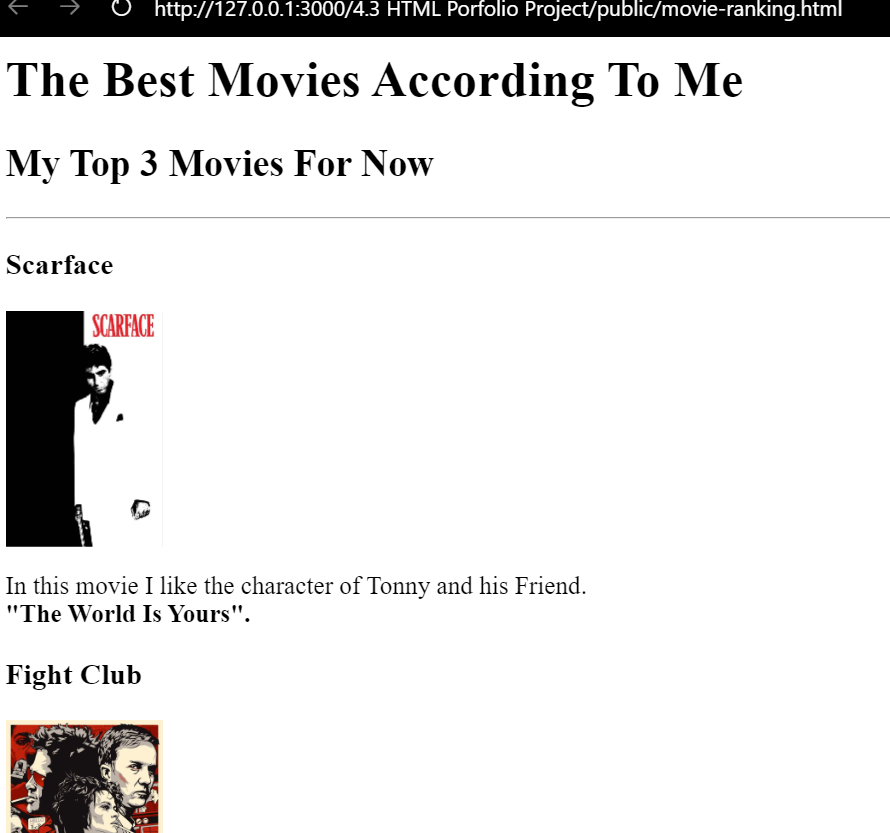 http://127.0.0.1:3000/4.3 HTML Porfolio Project/public/movie-ranking.html
The Best Movies According To Me
My Top 3 Movies For Now
Scarface
SCARFACE
In this movie I like the character of Tonny and his Friend.
"The World Is Yours".
Fight Club